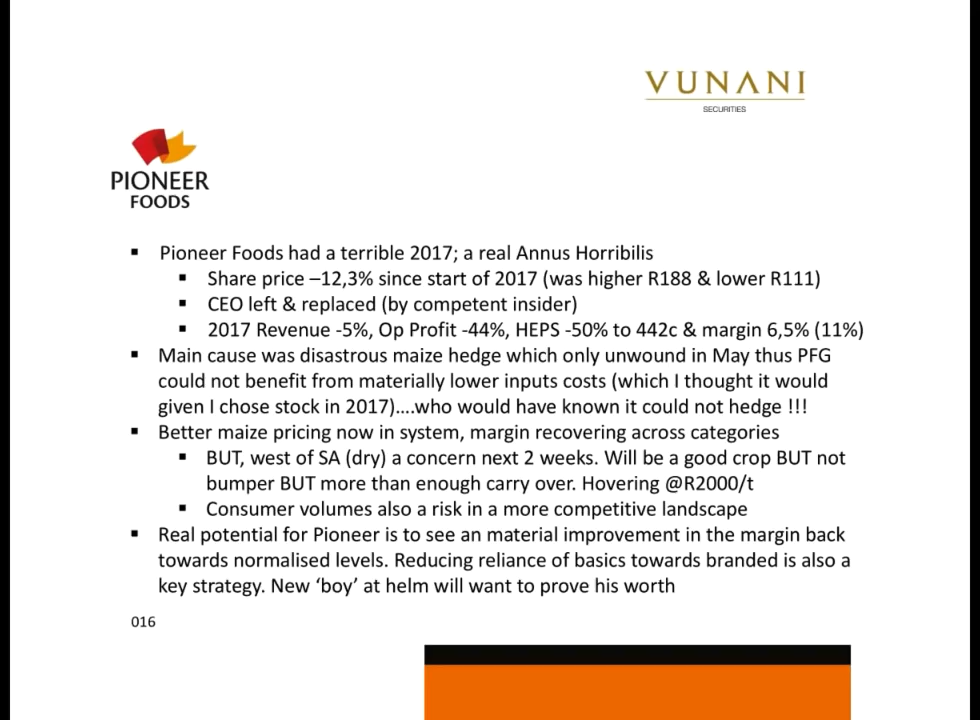 VUNANI
SECURITIES
PIONEER
FOODS
▪ Pioneer Foods had a terrible 2017; a real Annus Horribilis
▪ Share price –12,3% since start of 2017 (was higher R188 & lower R111)
▪ CEO left & replaced (by competent insider)
▪ 2017 Revenue -5%, Op Profit -44%, HEPS -50% to 442c & margin 6,5% (11%)
▪ Main cause was disastrous maize hedge which only unwound in May thus PFG
could not benefit from materially lower inputs costs (which I thought it would
given I chose stock in 2017)....who would have known it could not hedge !!!
▪ Better maize pricing now in system, margin recovering across categories
▪ BUT, west of SA (dry) a concern next 2 weeks. Will be a good crop BUT not
bumper BUT more than enough carry over. Hovering @R2000/t
▪ Consumer volumes also a risk in a more competitive landscape
▪ Real potential for Pioneer is to see an material improvement in the margin back
towards normalised levels. Reducing reliance of basics towards branded is also a
key strategy. New ‘boy’ at helm will want to prove his worth
016